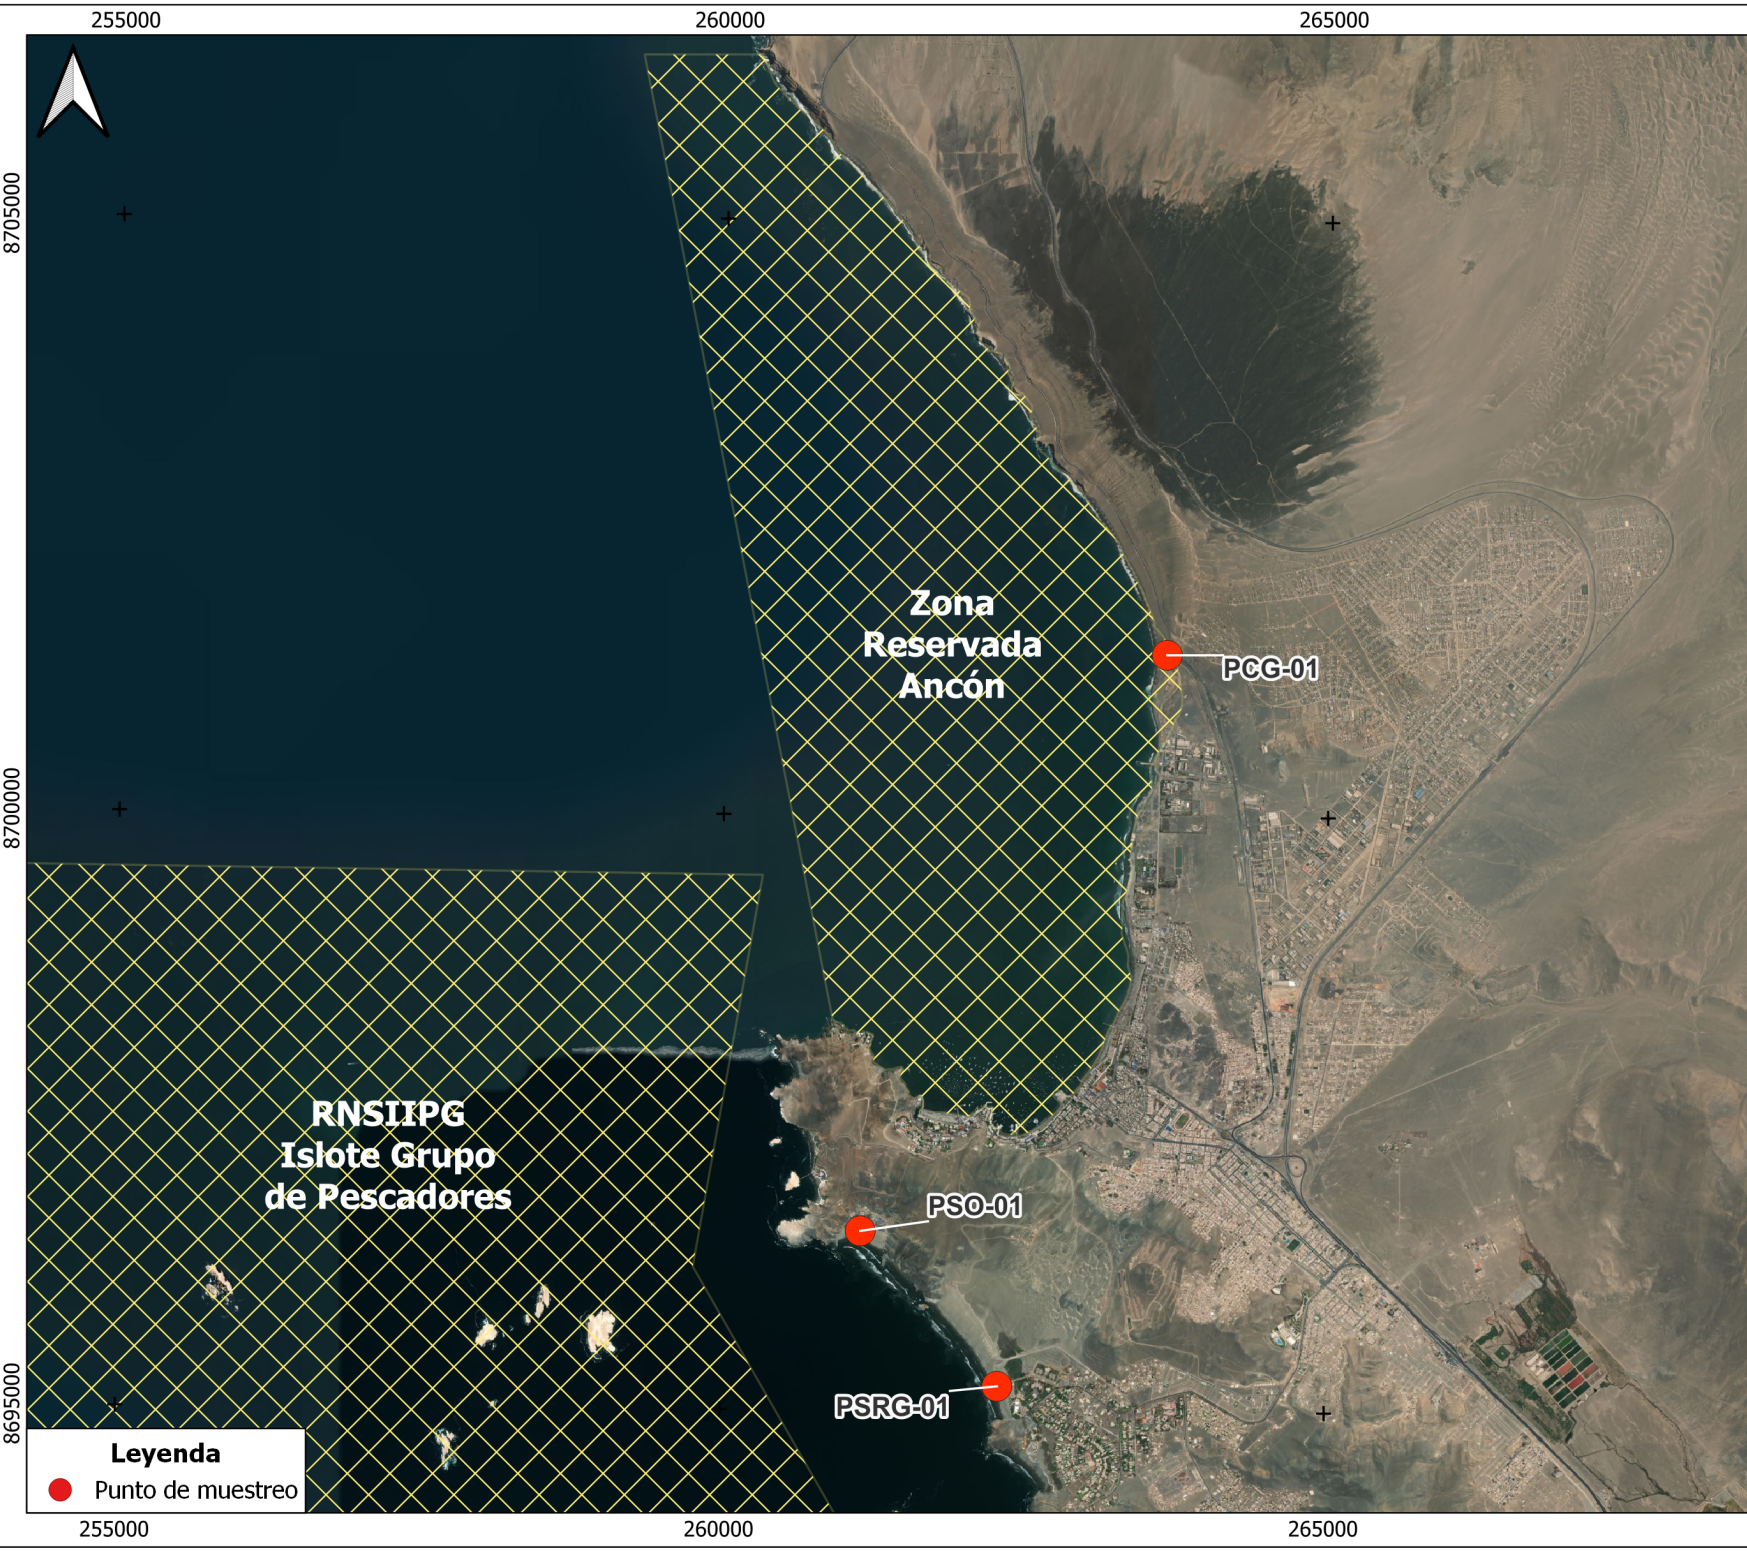 255000
260000
265000
8705000
Zona
Reservada
Ancón
PCG-01
8700000
RNSIIPG
Islote Grupo
de Pescadores
PSO-01
PSRG-01
8695000
Leyenda
Punto de muestreo
255000
260000
265000